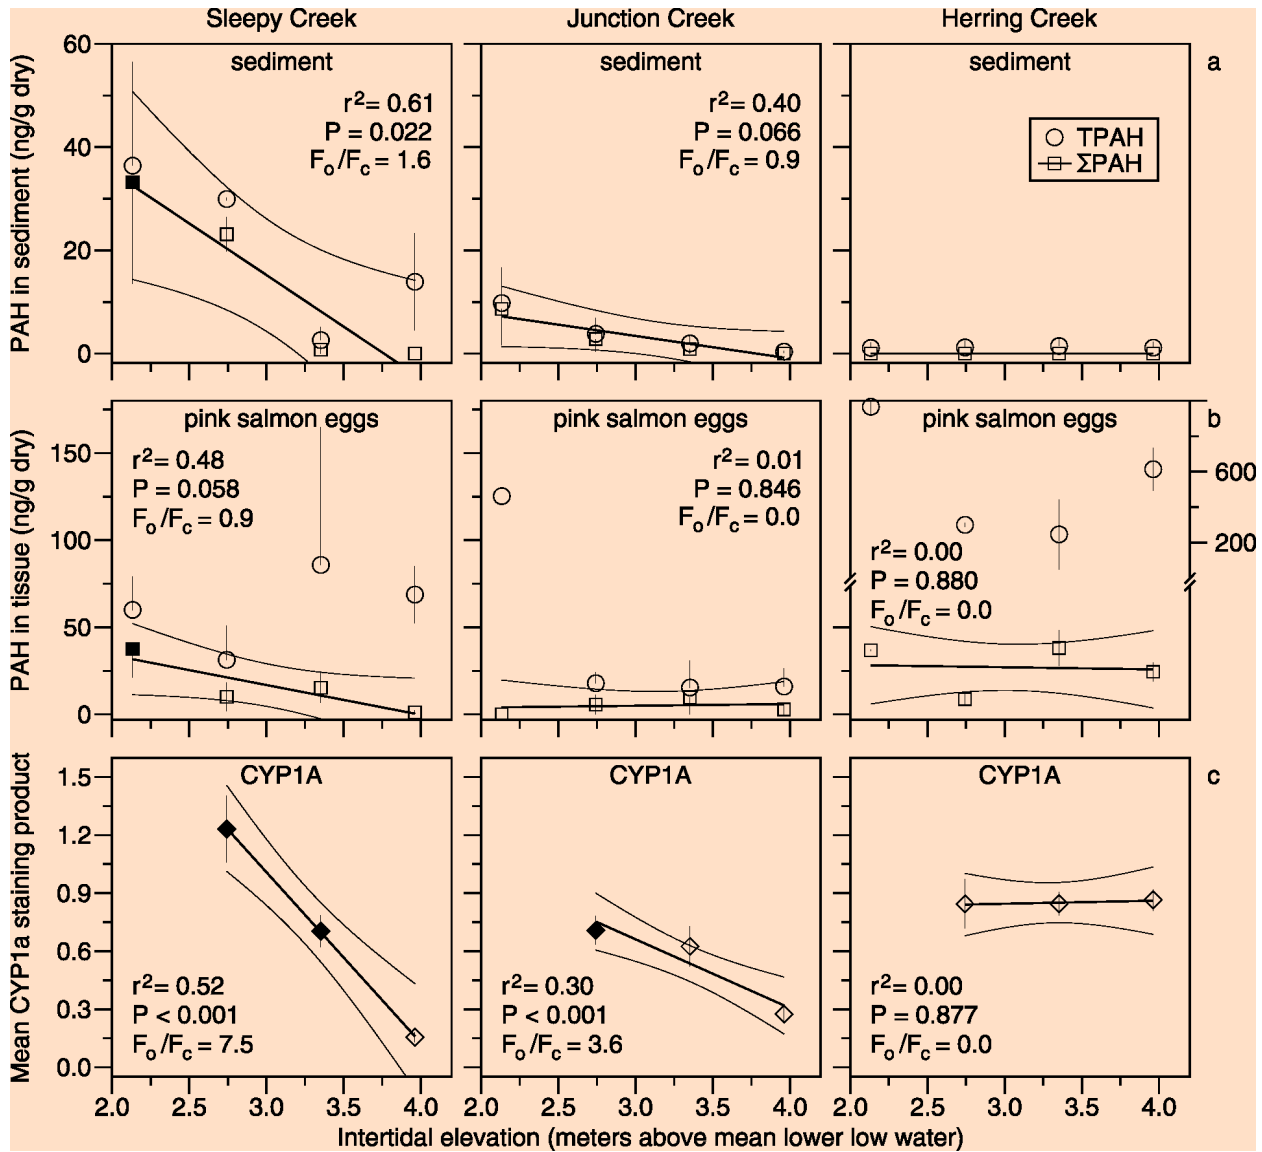 Sleepy Creek
Junction Creek
Herring Creek
PAH in sediment (ng/g dry)
60
40
20
0
sediment
r²= 0.61
P = 0.022
Fo/Fc = 1.6
sediment
r²= 0.40
P = 0.066
Fo/Fc = 0.9
sediment
TPAH
ΣPAH
a
PAH in tissue (ng/g dry)
150
100
50
0
pink salmon eggs
r²= 0.48
P = 0.058
Fo/Fc = 0.9
pink salmon eggs
r²= 0.01
P = 0.846
Fo/Fc = 0.0
pink salmon eggs
r²= 0.00
P = 0.880
Fo/Fc = 0.0
b
600
200
Mean CYP1a staining product
1.5
1.2
0.9
0.6
0.3
0.0
CYP1A
r²= 0.52
P < 0.001
Fo/Fc = 7.5
CYP1A
r²= 0.30
P < 0.001
Fo/Fc = 3.6
CYP1A
r²= 0.00
P = 0.877
Fo/Fc = 0.0
c
2.0 2.5 3.0 3.5 4.0 2.0 2.5 3.0 3.5 4.0 2.0 2.5 3.0 3.5 4.0
Intertidal elevation (meters above mean lower low water)